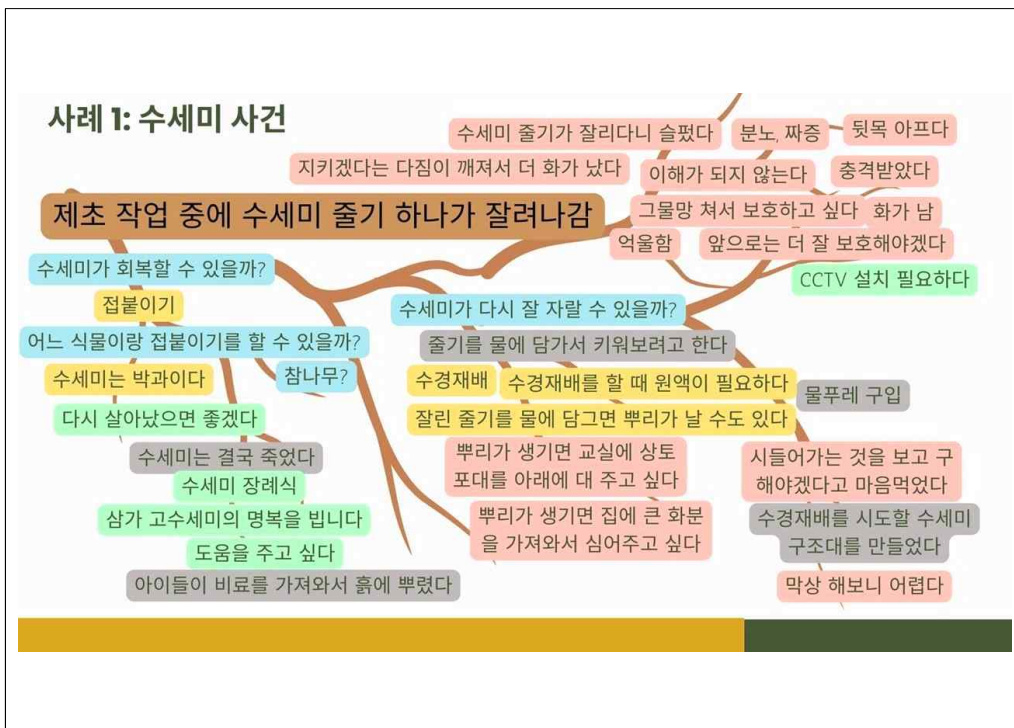 사례 1: 수세미 사건
수세미 줄기가 잘리다니 슬펐다
분노, 짜증
뒷목 아프다
지키겠다는 다짐이 깨져서 더 화가 났다
이해가 되지 않는다
충격받았다
제초 작업 중에 수세미 줄기 하나가 잘려나감
그물망 쳐서 보호하고 싶다
화가 남
억울함
앞으로는 더 잘 보호해야겠다
CCTV 설치 필요하다
수세미가 회복할 수 있을까?
접붙이기
어느 식물이랑 접붙이기를 할 수 있을까?
참나무?
수세미는 박과이다
다시 살아났으면 좋겠다
수세미는 결국 죽었다
수세미 장례식
삼가 고수세미의 명복을 빕니다
도움을 주고 싶다
아이들이 비료를 가져와서 흙에 뿌렸다
수세미가 다시 잘 자랄 수 있을까?
줄기를 물에 담가서 키워보려고 한다
수경재배
수경재배를 할 때 원액이 필요하다
물푸레 구입
잘린 줄기를 물에 담그면 뿌리가 날 수도 있다
뿌리가 생기면 교실에 상토
포대를 아래에 대 주고 싶다
뿌리가 생기면 집에 큰 화분
을 가져와서 심어주고 싶다
시들어가는 것을 보고 구
해야겠다고 마음먹었다
수경재배를 시도할 수세미
구조대를 만들었다
막상 해보니 어렵다